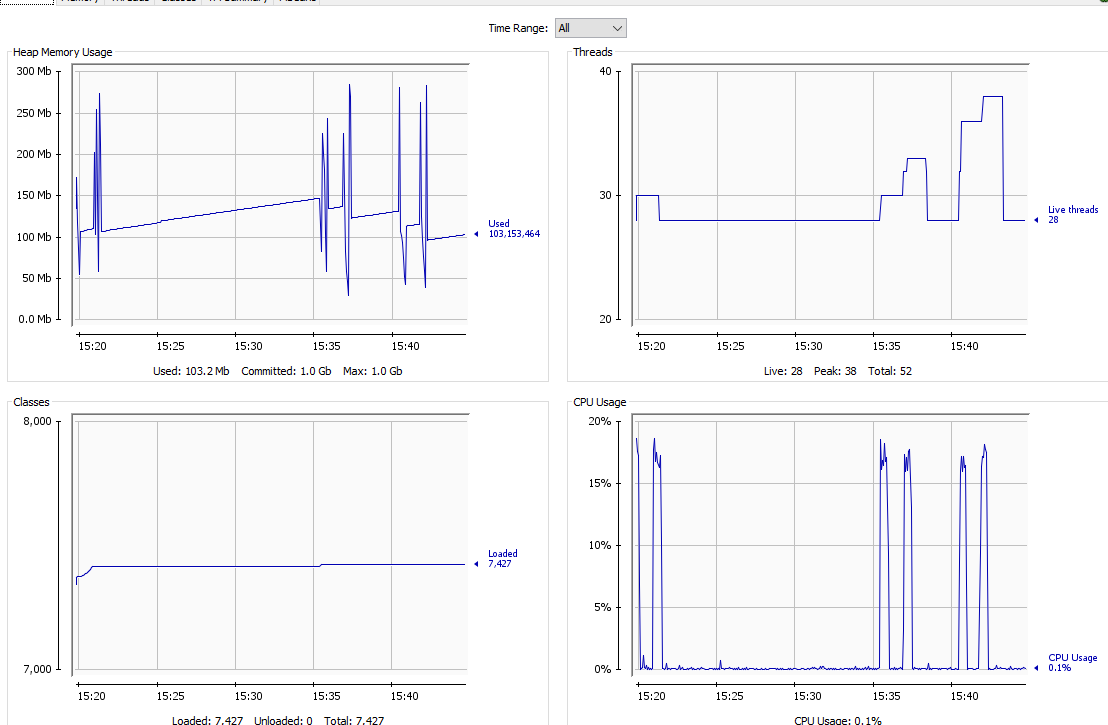 Memory Threads Classes VM Summary MBeans
Time Range: All
Heap Memory Usage
300 Mb
250 Mb
200 Mb
150 Mb
100 Mb
50 Mb
0.0 Mb
Used
103,153,464
15:20 15:25 15:30 15:35 15:40
Used: 103.2 Mb Committed: 1.0 Gb Max: 1.0 Gb
Threads
40
30
20
Live threads
28
15:20 15:25 15:30 15:35 15:40
Live: 28 Peak: 38 Total: 52
Classes
8,000
7,000
Loaded
7,427
15:20 15:25 15:30 15:35 15:40
Loaded: 7,427 Unloaded: 0 Total: 7,427
CPU Usage
20%
15%
10%
5%
0%
CPU Usage
0.1%
15:20 15:25 15:30 15:35 15:40
CPU Usage: 0.1%